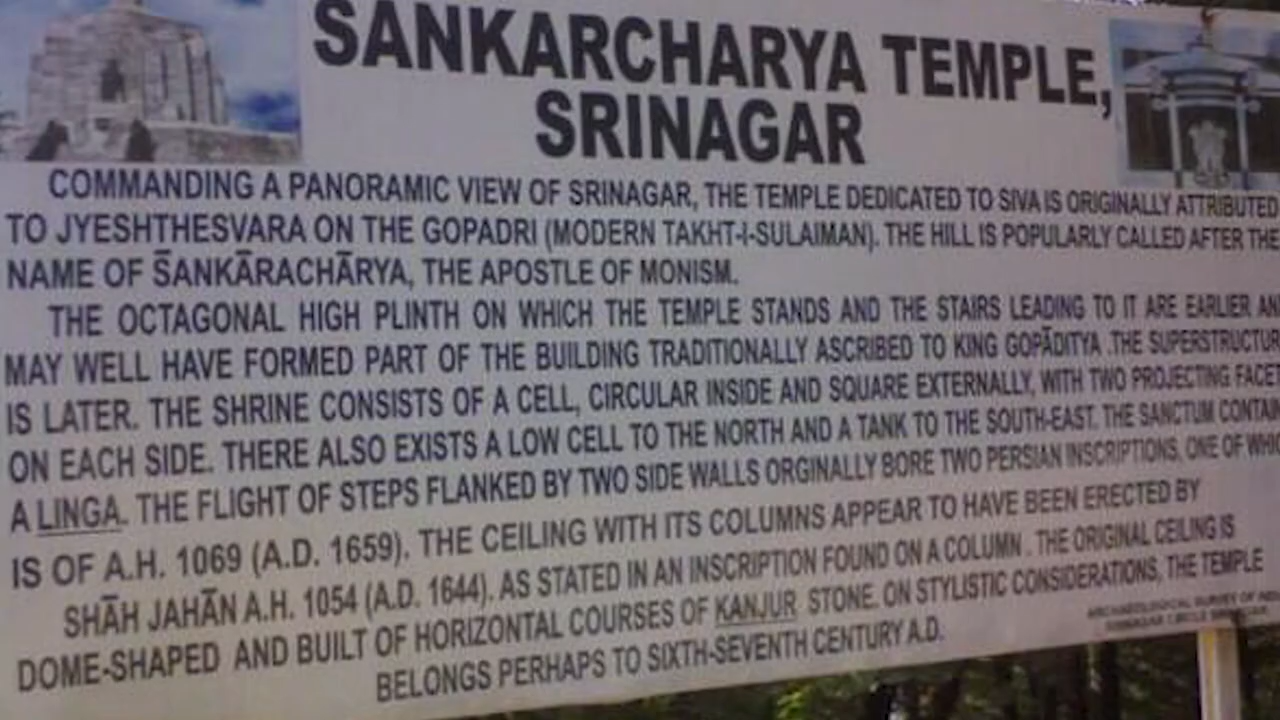 SANKARCHARYA TEMPLE,
SRINAGAR
COMMANDING A PANORAMIC VIEW OF SRINAGAR, THE TEMPLE DEDICATED TO SIVA IS ORIGINALLY ATTRIBUTED
TO JYESHTHESVARA ON THE GOPADRI (MODERN TAKHT-I-SULAIMAN). THE HILL IS POPULARLY CALLED AFTER THE
NAME OF S̄ANKĀRACHĀRYA, THE APOSTLE OF MONISM.
THE OCTAGONAL HIGH PLINTH ON WHICH THE TEMPLE STANDS AND THE STAIRS LEADING TO IT ARE EARLIER AN
MAY WELL HAVE FORMED PART OF THE BUILDING TRADITIONALLY ASCRIBED TO KING GOPĀDITYA .THE SUPERSTRUCTUR
IS LATER. THE SHRINE CONSISTS OF A CELL, CIRCULAR INSIDE AND SQUARE EXTERNALLY, WITH TWO PROJECTING FACET
ON EACH SIDE. THERE ALSO EXISTS A LOW CELL TO THE NORTH AND A TANK TO THE SOUTH-EAST. THE SANCTUM CONTAI
A LINGA. THE FLIGHT OF STEPS FLANKED BY TWO SIDE WALLS ORGINALLY BORE TWO PERSIAN INSCRIPTIONS, ONE OF WHI
IS OF A.H. 1069 (A.D. 1659). THE CEILING WITH ITS COLUMNS APPEAR TO HAVE BEEN ERECTED BY
SHĀH JAHĀN A.H. 1054 (A.D. 1644). AS STATED IN AN INSCRIPTION FOUND ON A COLUMN . THE ORIGINAL CEILING IS
DOME-SHAPED AND BUILT OF HORIZONTAL COURSES OF KANJUR STONE. ON STYLISTIC CONSIDERATIONS, THE TEMPLE
BELONGS PERHAPS TO SIXTH-SEVENTH CENTURY A.D.
ARCHAEOLOGICAL SURVEY OF IND
SRINAGAR CIRCLE SRINAGAR